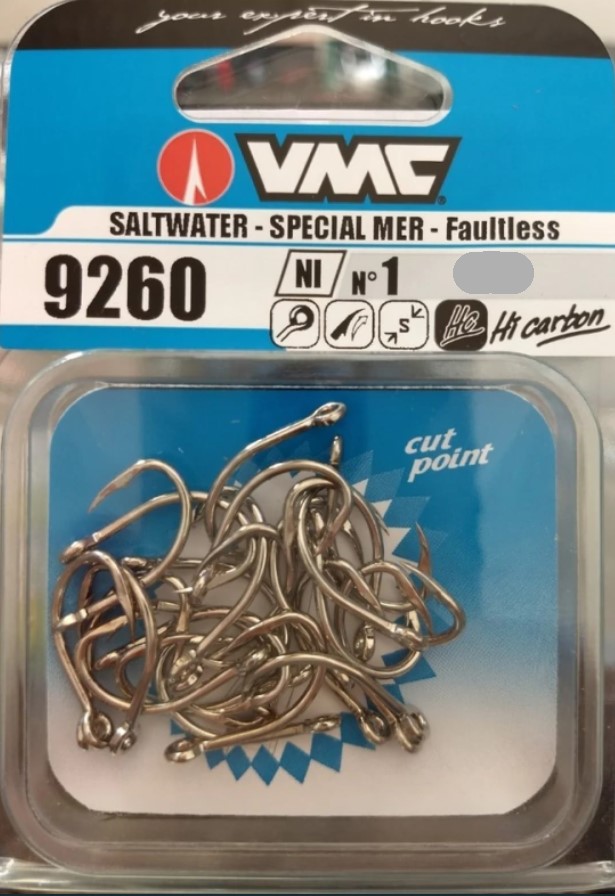 your expert in hooks
VMC
SALTWATER - SPECIAL MER - Faultless
9260 NI N° 1
S HC Hi carbon
cut
point